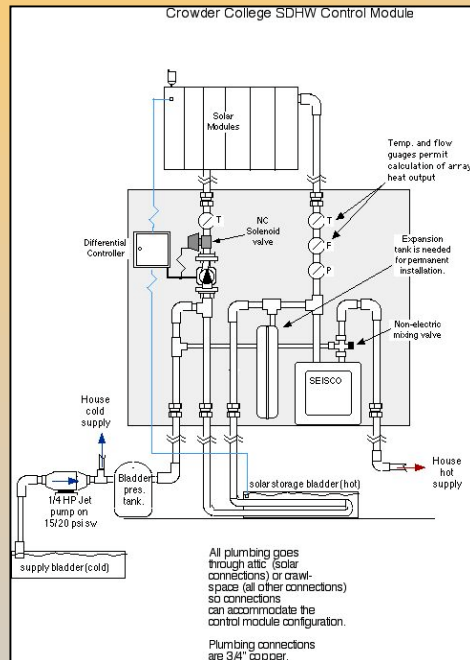 Crowder College SDHW Control Module
Solar
Modules
Temp. and flow
guages permit
calculation of array
heat output
T
T
NC
Solenoid
valve
F
Differential
Controller
Expansion
tank is needed
for permanent
installation.
P
Non-electric
mixing valve
SEISCO
House
cold
supply
House
hot
supply
Bladder
pres.
tank.
1/4 HP Jet
pump on
15/20 psi sw
solar storage bladder (hot)
supply bladder (cold)
All plumbing goes
through attic (solar
connections) or crawl-
space (all other connections)
so connections
can accommodate the
control module configuration.
Plumbing connections
are 3/4" copper.